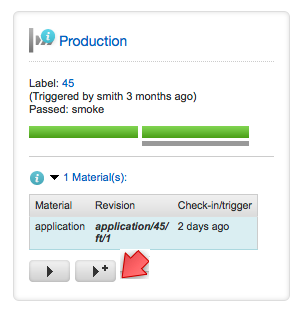 Production
Label: 45
(Triggered by smith 3 months ago)
Passed: smoke
1 Material(s):
Material Revision Check-in/trigger
application application/45/ 2 days ago
ft/1